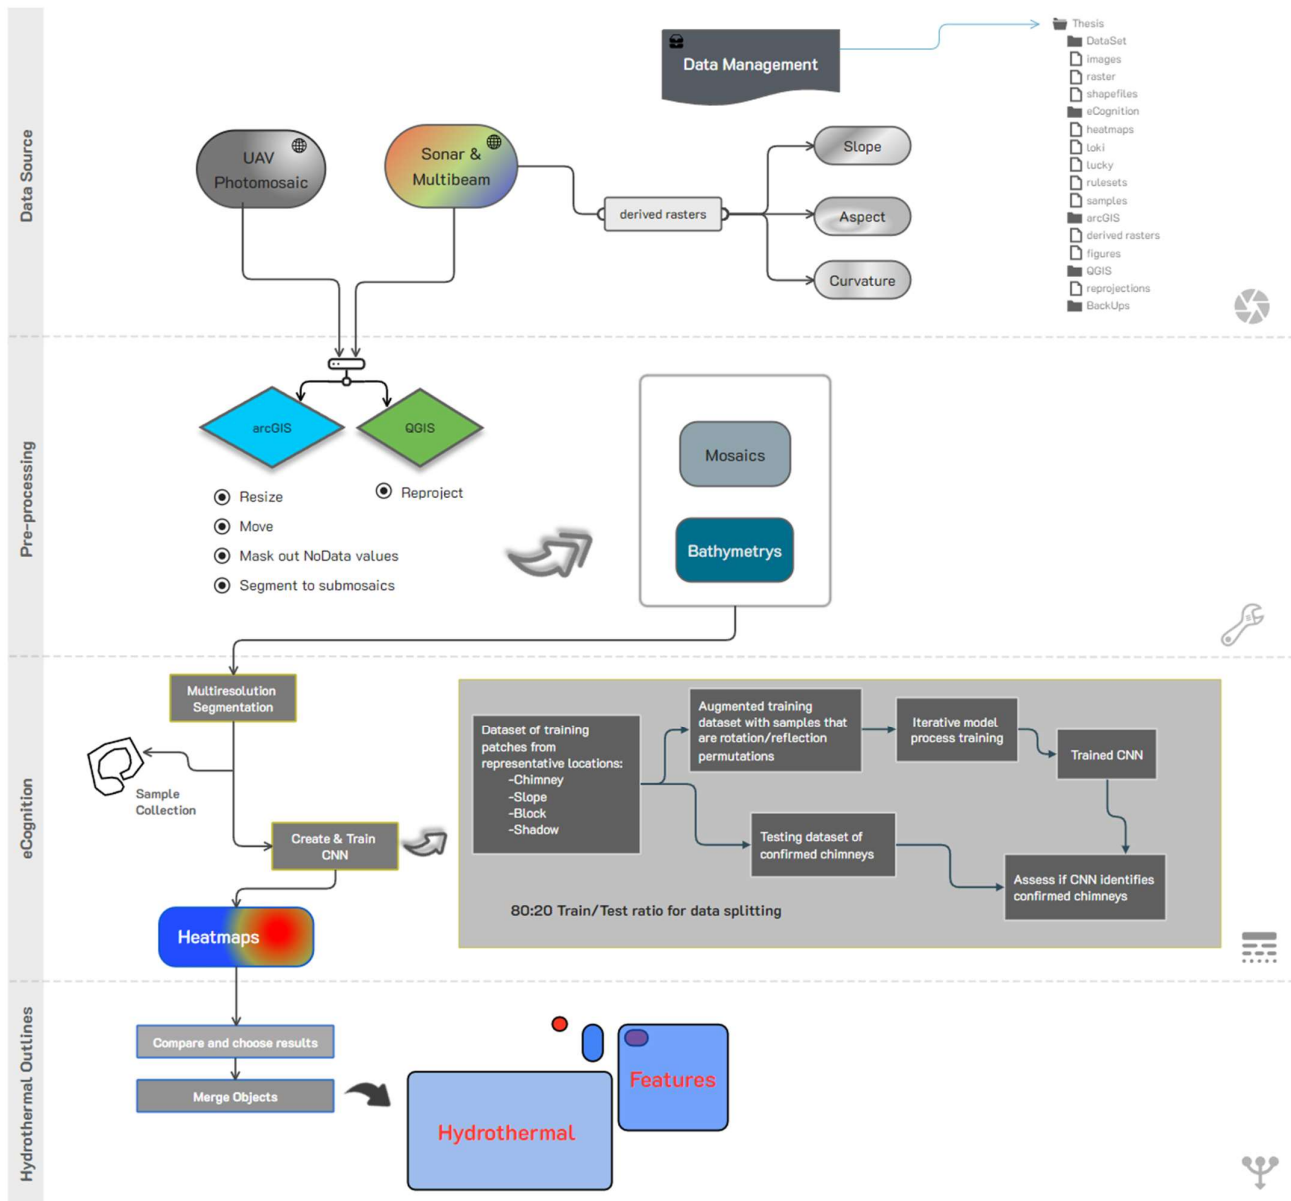 Data Source
Data Management
Thesis
DataSet
images
raster
shapefiles
eCognition
heatmaps
loki
lucky
rulesets
samples
arcGIS
derived rasters
figures
QGIS
reprojections
BackUps
UAV
Photomosaic
Sonar &
Multibeam
derived rasters
Slope
Aspect
Curvature
Pre-processing
arcGIS
QGIS
Resize
Move
Mask out NoData values
Segment to submosaics
Reproject
Mosaics
Bathymetrys
eCognition
Multiresolution
Segmentation
Sample
Collection
Create & Train
CNN
Heatmaps
Dataset of training
patches from
representative locations:
-Chimney
-Slope
-Block
-Shadow
Augmented training
dataset with samples that
are rotation/reflection
permutations
Iterative model
process training
Trained CNN
Testing dataset of
confirmed chimneys
Assess if CNN identifies
confirmed chimneys
80:20 Train/Test ratio for data splitting
Hydrothermal Outlines
Compare and choose results
Merge Objects
Hydrothermal
Features